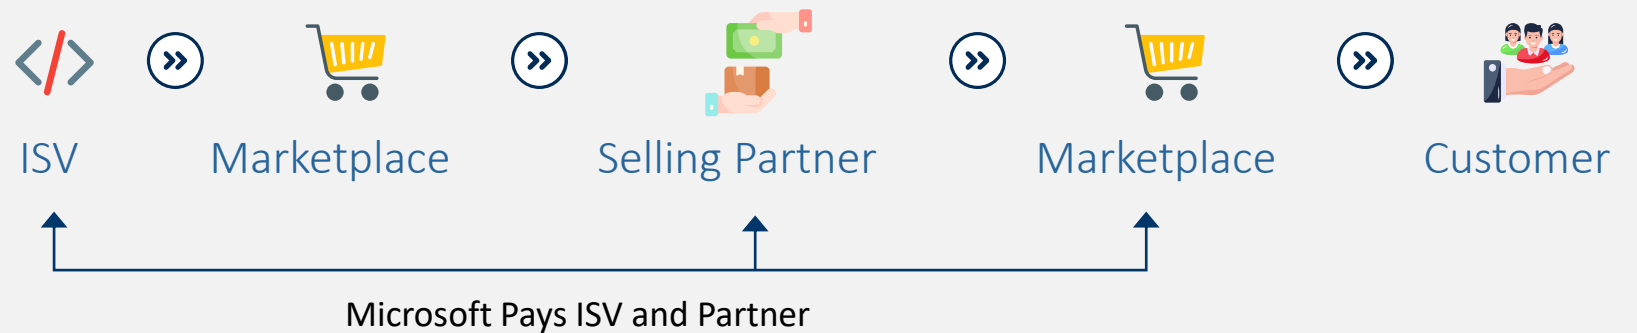 ISV
Marketplace
Selling Partner
Marketplace
Customer
Microsoft Pays ISV and Partner